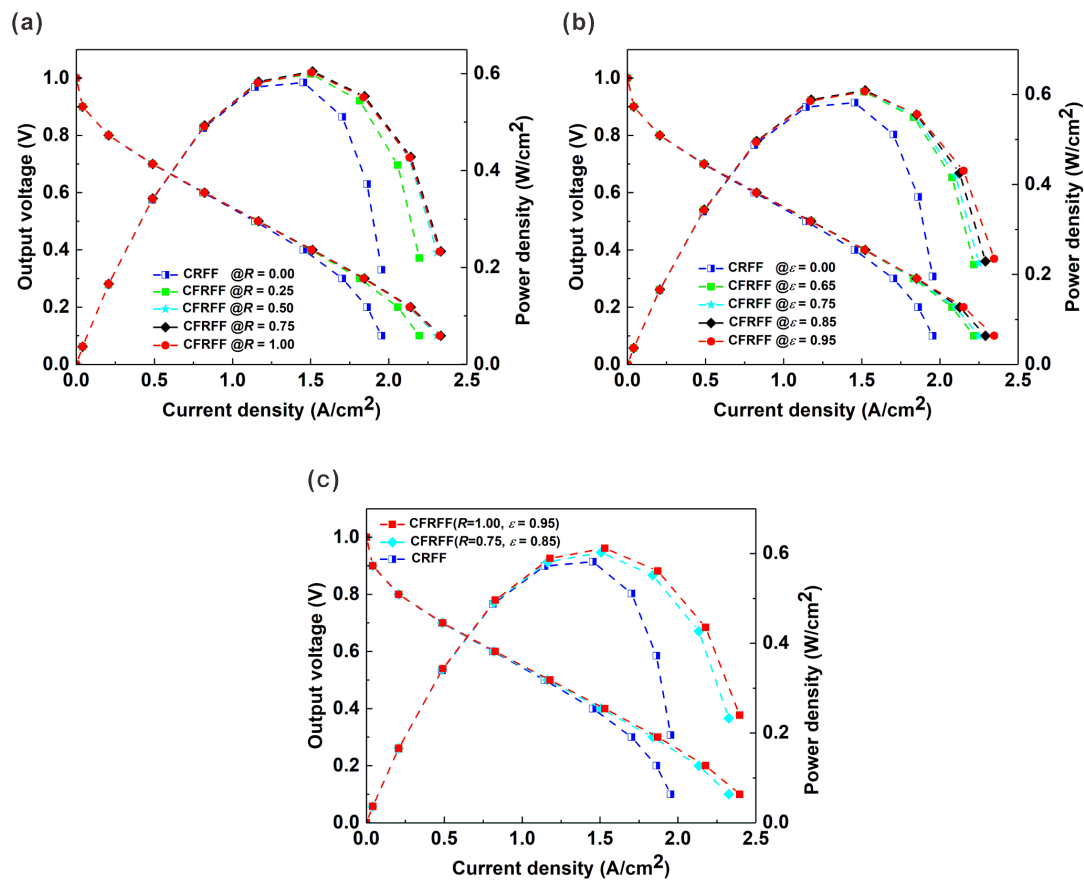 (a)
1.0
0.8
0.6
0.4
0.2
0.0
Output voltage (V)
0.6
0.4
0.2
0.0
Power density (W/cm2)
CRFF @R = 0.00
CFRFF @R = 0.25
CFRFF @R = 0.50
CFRFF @R = 0.75
CFRFF @R = 1.00
0.0 0.5 1.0 1.5 2.0 2.5
Current density (A/cm2)
(b)
1.0
0.8
0.6
0.4
0.2
0.0
Output voltage (V)
0.6
0.4
0.2
0.0
Power density (W/cm2)
CRFF @ε = 0.00
CFRFF @ε = 0.65
CFRFF @ε = 0.75
CFRFF @ε = 0.85
CFRFF @ε = 0.95
0.0 0.5 1.0 1.5 2.0 2.5
Current density (A/cm2)
(c)
1.0
0.8
0.6
0.4
0.2
0.0
Output voltage (V)
0.6
0.4
0.2
0.0
Power density (W/cm2)
CFRFF(R=1.00, ε = 0.95)
CFRFF(R=0.75, ε = 0.85)
CRFF
0.0 0.5 1.0 1.5 2.0 2.5
Current density (A/cm2)